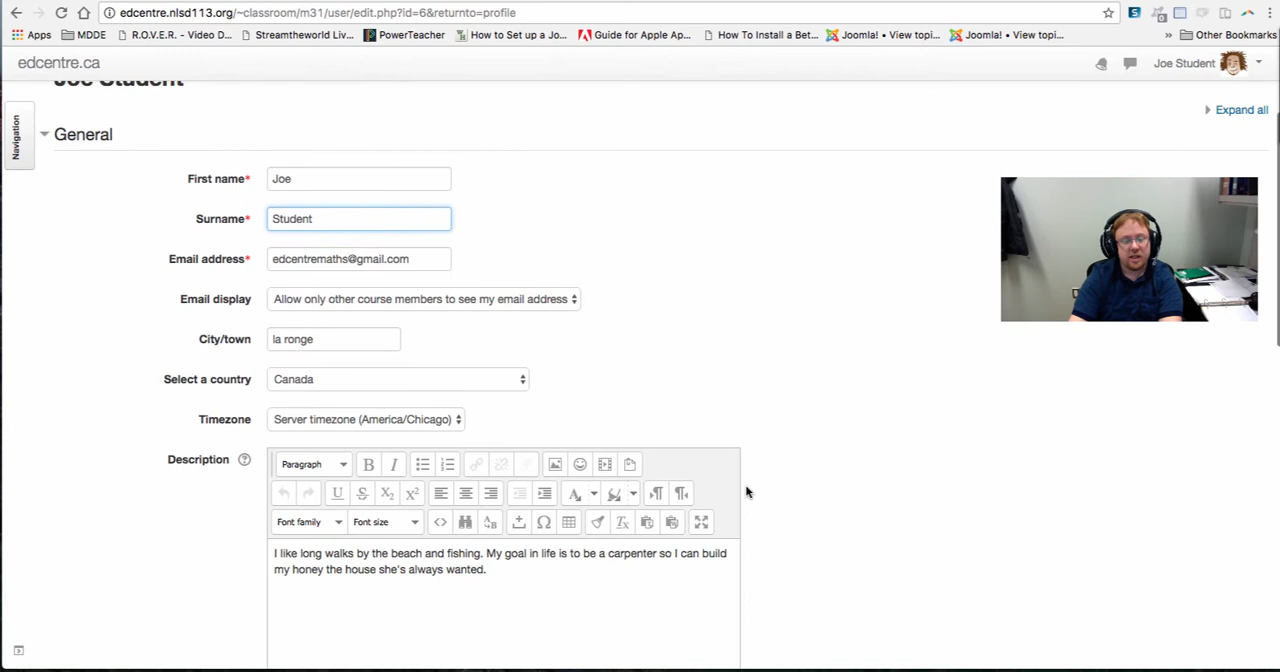 edcentre.nlsd113.org/~classroom/m31/user/edit.php?id=6&returnto=profile
Apps MDDE R.O.V.E.R. - Video D... Streamtheworld Liv... PowerTeacher How to Set up a Jo... Guide for Apple Ap... How To Install a Bet... Joomla! • View topi... Joomla! • View topi... » Other Bookmarks
edcentre.ca Joe Student
Joe Student
Expand all
Navigation
General
First name* Joe
Surname* Student
Email address* edcentremaths@gmail.com
Email display Allow only other course members to see my email address
City/town la ronge
Select a country Canada
Timezone Server timezone (America/Chicago)
Description
Paragraph
Font family Font size
I like long walks by the beach and fishing. My goal in life is to be a carpenter so I can build
my honey the house she's always wanted.